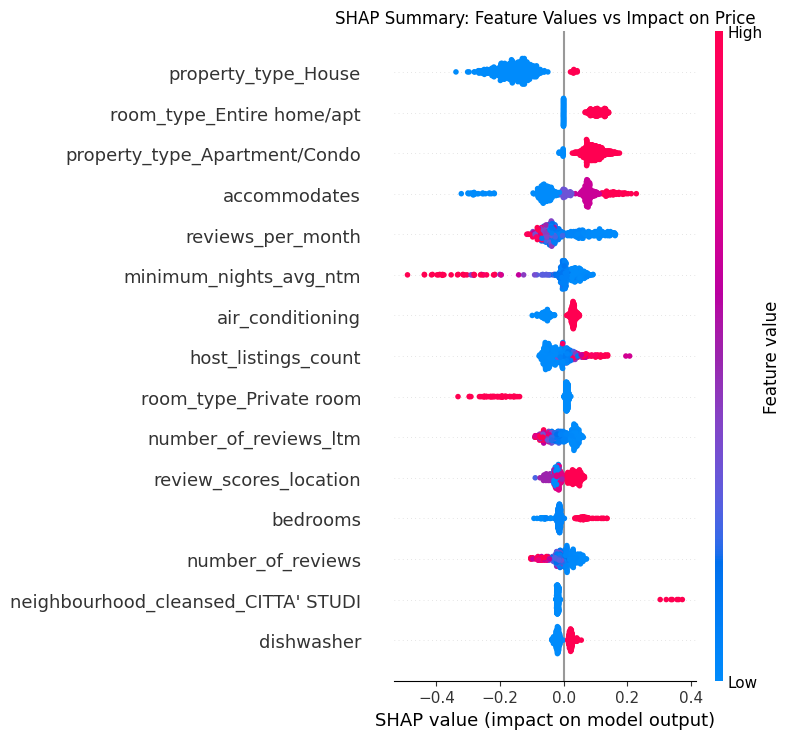 SHAP Summary: Feature Values vs Impact on Price
High
property_type_House
room_type_Entire home/apt
property_type_Apartment/Condo
accommodates
reviews_per_month
minimum_nights_avg_ntm
air_conditioning
host_listings_count
room_type_Private room
number_of_reviews_ltm
review_scores_location
bedrooms
number_of_reviews
neighbourhood_cleansed_CITTA' STUDI
dishwasher
Feature value
Low
−0.4 −0.2 0.0 0.2 0.4
SHAP value (impact on model output)